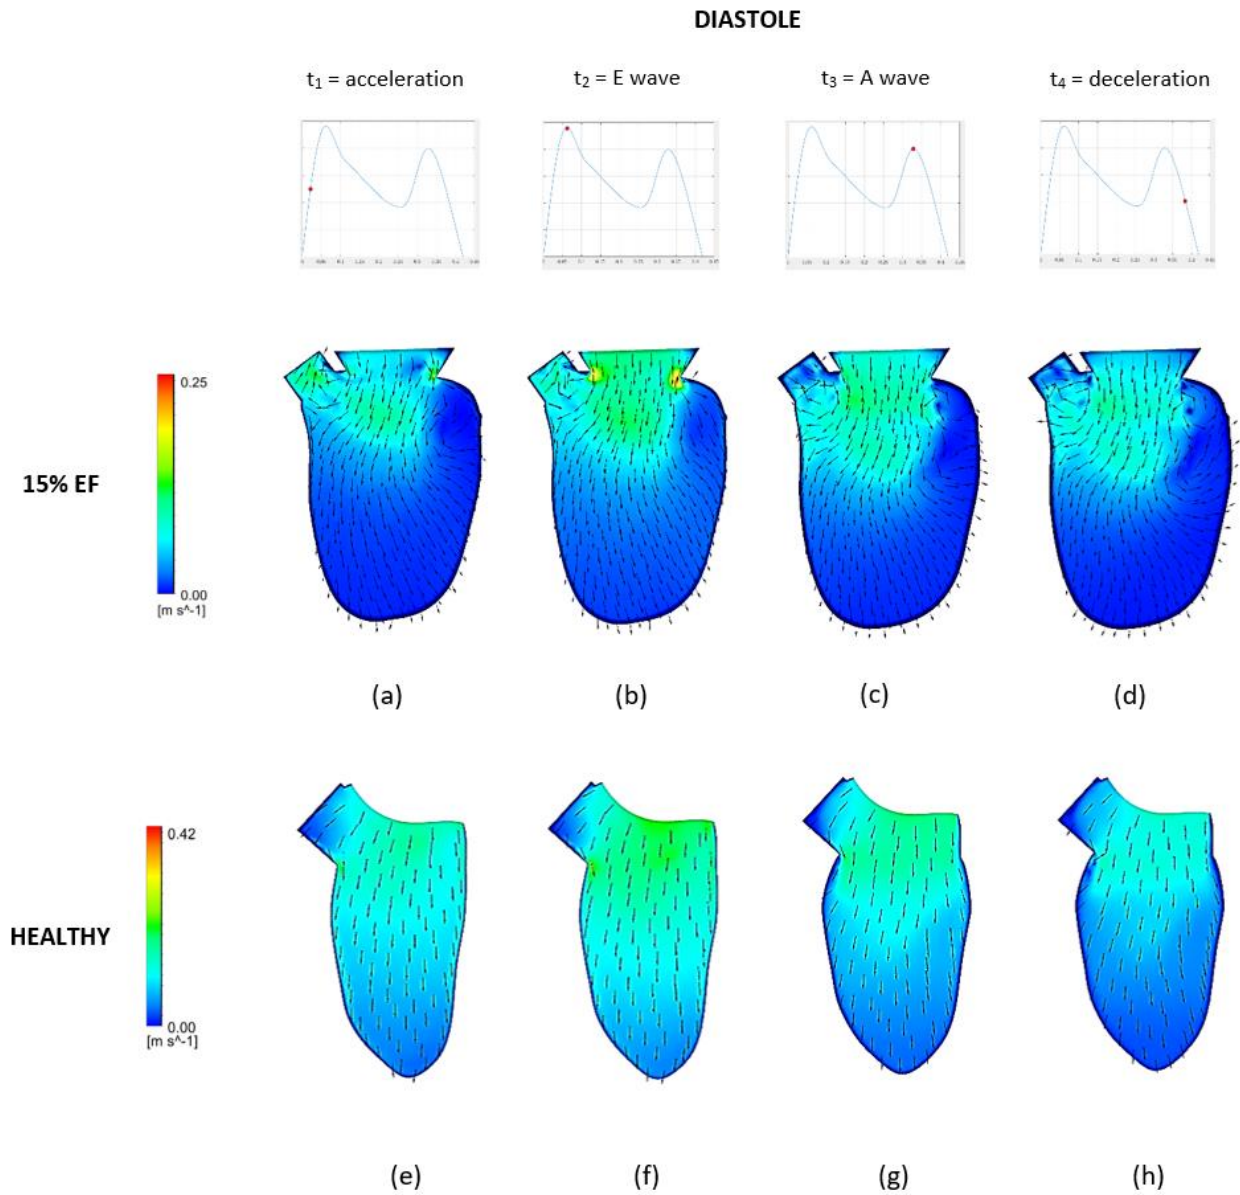 DIASTOLE
t₁ = acceleration
t₂ = E wave
t₃ = A wave
t₄ = deceleration
15% EF
0.25
0.00
[m s^-1]
(a)
(b)
(c)
(d)
HEALTHY
0.42
0.00
[m s^-1]
(e)
(f)
(g)
(h)